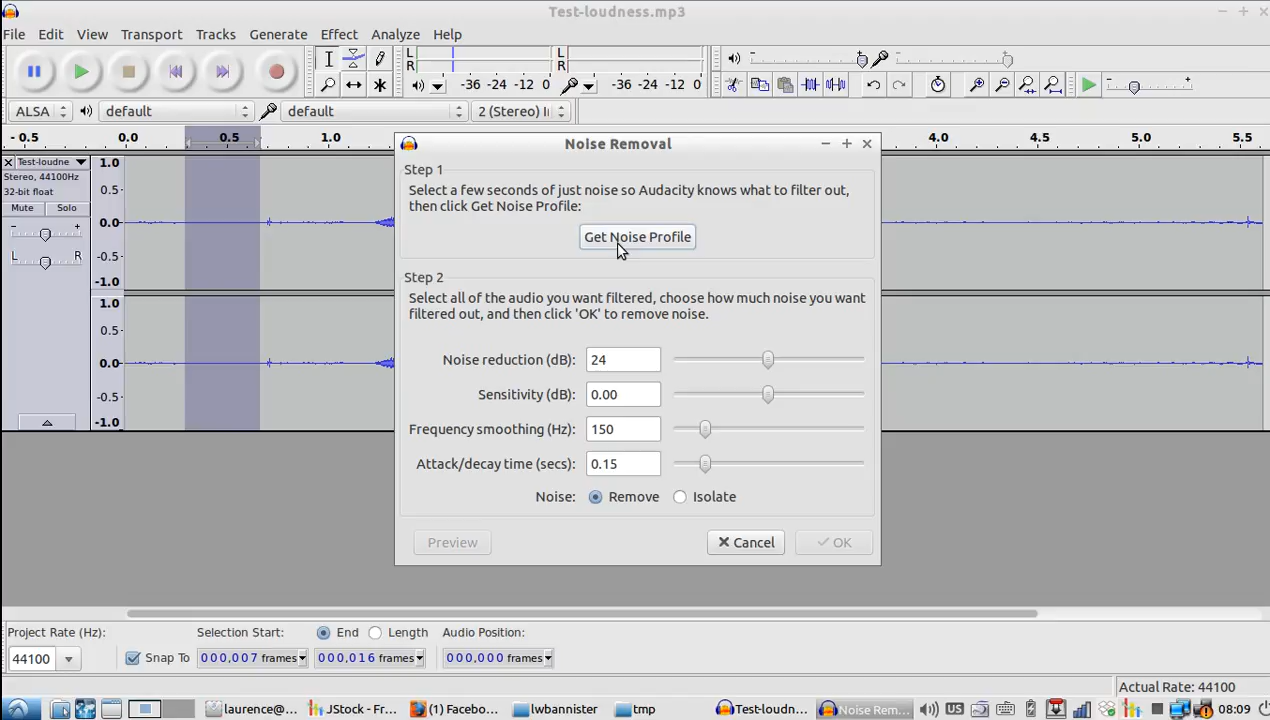 Test-loudness.mp3
File Edit View Transport Tracks Generate Effect Analyze Help
L
R
-36 -24 -12 0
L
R
-36 -24 -12 0
ALSA default default 2 (Stereo) I
- 0.5 0.0 0.5 1.0 4.0 4.5 5.0 5.5
Test-loudne
Stereo, 44100Hz
32-bit float
Mute Solo
- +
L R
1.0
0.5
0.0
-0.5
-1.0
1.0
0.5
0.0
-0.5
-1.0
Noise Removal
Step 1
Select a few seconds of just noise so Audacity knows what to filter out,
then click Get Noise Profile:
Get Noise Profile
Step 2
Select all of the audio you want filtered, choose how much noise you want
filtered out, and then click 'OK' to remove noise.
Noise reduction (dB): 24
Sensitivity (dB): 0.00
Frequency smoothing (Hz): 150
Attack/decay time (secs): 0.15
Noise: Remove Isolate
Preview Cancel OK
Project Rate (Hz): Selection Start: End Length Audio Position:
44100 Snap To 000,007 frames 000,016 frames 000,000 frames
Actual Rate: 44100
laurence@... JStock - Fr... (1) Facebo... lwbannister tmp Test-loudn... Noise Rem... US 08:09